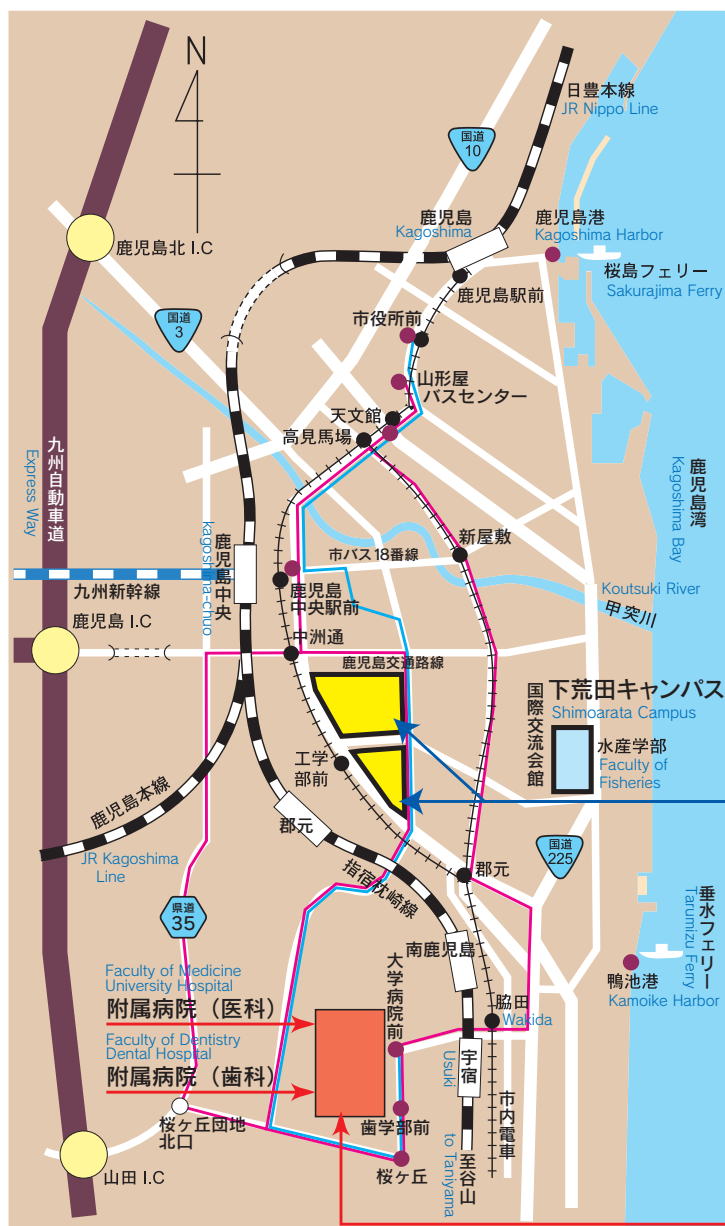 N
日豊本線
JR Nippo Line
国道
10
鹿児島
Kagoshima
鹿児島港
Kagoshima Harbor
鹿児島北 I.C
桜島フェリー
Sakurajima Ferry
鹿児島駅前
国道
3
市役所前
山形屋
バスセンター
天文館
高見馬場
九州自動車道
Express Way
鹿児島湾
Kagoshima Bay
鹿児島中央
kagoshima-chuo
市バス18番線
新屋敷
九州新幹線
鹿児島
中央駅前
Koutsuki River
甲突川
鹿児島 I.C
中洲通
鹿児島交通路線
国際交流会館
下荒田キャンパス
Shimoarata Campus
水産学部
Faculty of
Fisheries
工学
部前
鹿児島本線
JR Kagoshima
Line
郡元
国道
225
指宿枕崎線
郡元
県道
35
垂水フェリー
Tarumizu Ferry
南鹿児島
大学病院前
鴨池港
Kamoike Harbor
Faculty of Medicine
University Hospital
附属病院（医科）
脇田
Wakida
Faculty of Dentistry
Dental Hospital
附属病院（歯科）
宇宿
Usuki
市内電車
歯学部前
桜ヶ丘団地
北口
桜ヶ丘
至谷山
to Taniyama
山田 I.C